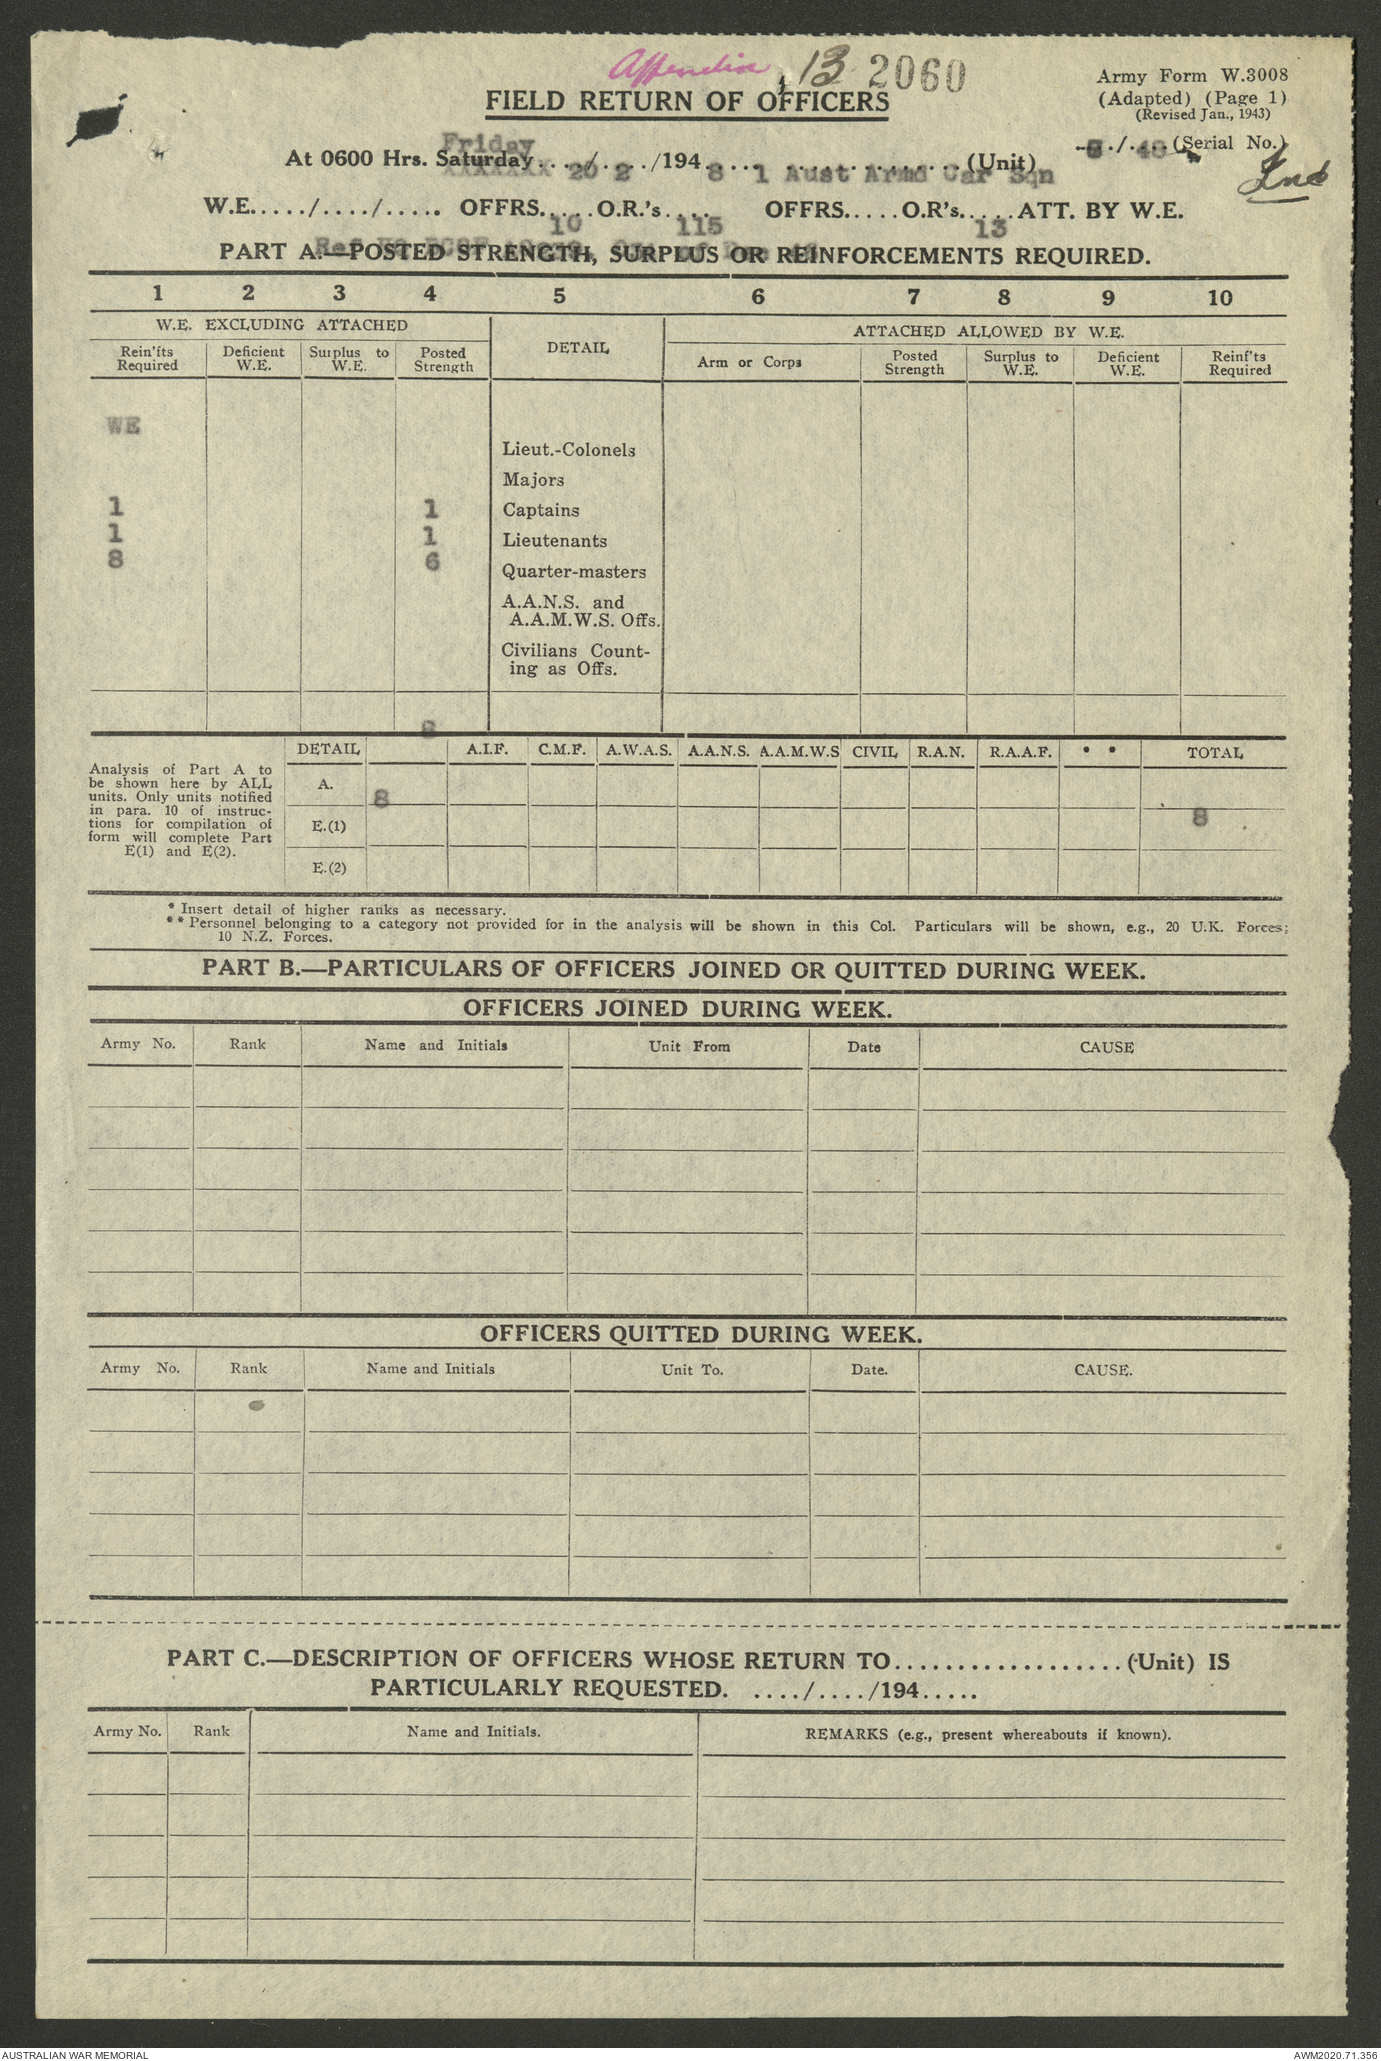 Appendix 13 2060
Army Form W.3008
(Adapted) (Page 1)
(Revised Jan., 1943)
FIELD RETURN OF OFFICERS
8 / 48 (Serial No.)
Friday
At 0600 Hrs. Saturday..../..../194..... (Unit)
XXXXXXX 20 2 8 1 Aust Armd Car Sqn
W.E...../..../..... OFFRS.....O.R.'s..... OFFRS.....O.R's.....ATT. BY W.E.
10 115 13
PART A.—POSTED STRENGTH, SURPLUS OR REINFORCEMENTS REQUIRED.
1 2 3 4 5 6 7 8 9 10
W.E. EXCLUDING ATTACHED DETAIL ATTACHED ALLOWED BY W.E.
Rein'fts Required Deficient W.E. Surplus to W.E. Posted Strength Arm or Corps Posted Strength Surplus to W.E. Deficient W.E. Reinf'ts Required
WE
Lieut.-Colonels
Majors
1 1 Captains
1 1 Lieutenants
8 6 Quarter-masters
A.A.N.S. and
A.A.M.W.S. Offs.
Civilians Count-
ing as Offs.
8
DETAIL A.I.F. C.M.F. A.W.A.S. A.A.N.S. A.A.M.W.S CIVIL R.A.N. R.A.A.F. * * TOTAL
Analysis of Part A to
be shown here by ALL
units. Only units notified
in para. 10 of instruc-
tions for compilation of
form will complete Part
E(1) and E(2).
A. 8 8
E.(1)
E.(2)
* Insert detail of higher ranks as necessary.
** Personnel belonging to a category not provided for in the analysis will be shown in this Col. Particulars will be shown, e.g., 20 U.K. Forces;
10 N.Z. Forces.
PART B.—PARTICULARS OF OFFICERS JOINED OR QUITTED DURING WEEK.
OFFICERS JOINED DURING WEEK.
Army No. Rank Name and Initials Unit From Date CAUSE
OFFICERS QUITTED DURING WEEK.
Army No. Rank Name and Initials Unit To. Date. CAUSE.
PART C.—DESCRIPTION OF OFFICERS WHOSE RETURN TO................... (Unit) IS
PARTICULARLY REQUESTED. ..../..../194.....
Army No. Rank Name and Initials. REMARKS (e.g., present whereabouts if known).
AUSTRALIAN WAR MEMORIAL AWM2020.71.356